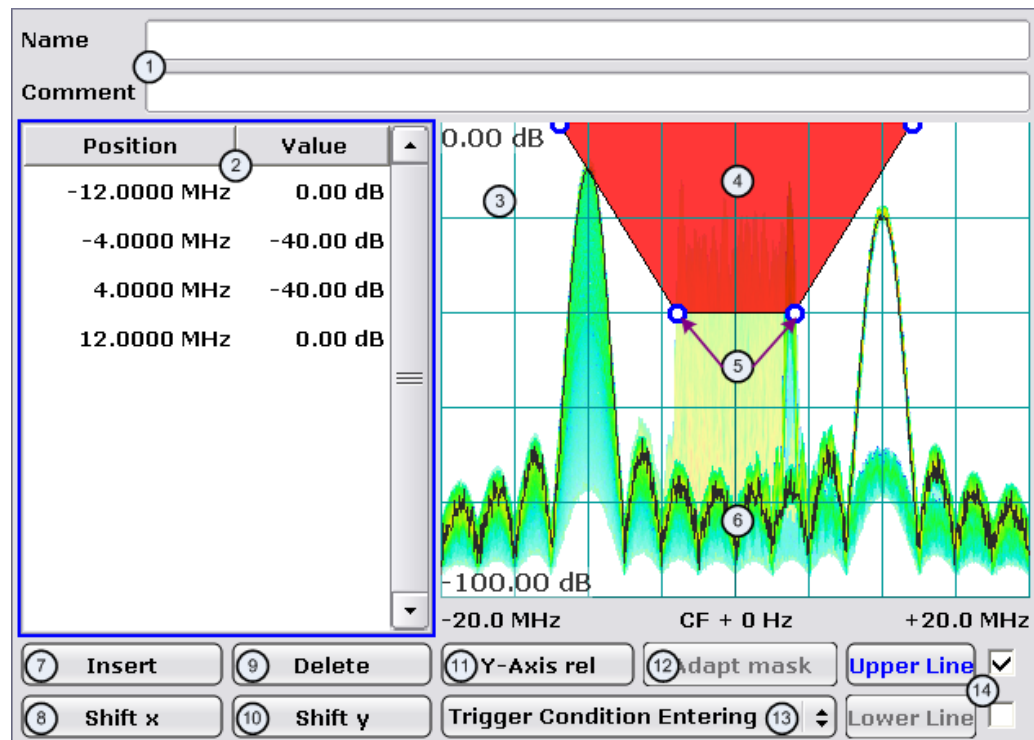 Name
1
Comment
Position Value
2
-12.0000 MHz 0.00 dB
-4.0000 MHz -40.00 dB
4.0000 MHz -40.00 dB
12.0000 MHz 0.00 dB
0.00 dB
3
4
5
6
-100.00 dB
-20.0 MHz CF + 0 Hz +20.0 MHz
7 Insert 9 Delete 11 Y-Axis rel 12 Adapt mask Upper Line
14
8 Shift x 10 Shift y Trigger Condition Entering 13 Lower Line